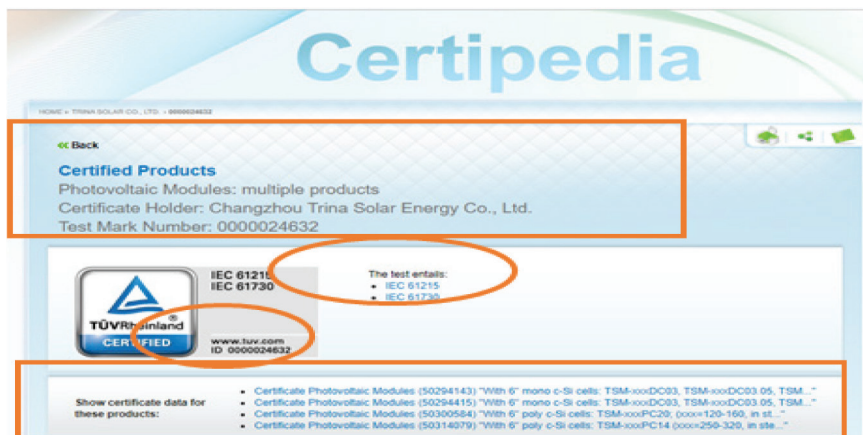 Certipedia
HOME » TRINA SOLAR CO., LTD. › 0000024632
‹‹ Back
Certified Products
Photovoltaic Modules: multiple products
Certificate Holder: Changzhou Trina Solar Energy Co., Ltd.
Test Mark Number: 0000024632
IEC 61215
IEC 61730
TÜVRheinland®
CERTIFIED
www.tuv.com
ID 0000024632
The test entails:
• IEC 61215
• IEC 61730
Show certificate data for
these products:
• Certificate Photovoltaic Modules (50294143) "With 6" mono c-Si cells: TSM-xxxDC03, TSM-xxxDC03.05, TSM..."
• Certificate Photovoltaic Modules (50294415) "With 6" mono c-Si cells: TSM-xxxDC03, TSM-xxxDC03.05, TSM..."
• Certificate Photovoltaic Modules (50300584) "With 6" poly c-Si cells: TSM-xxxPC20; (xxx=120-160, in st..."
• Certificate Photovoltaic Modules (50314079) "With 6" poly c-Si cells: TSM-xxxPC14 (xxx=250-320, in ste..."